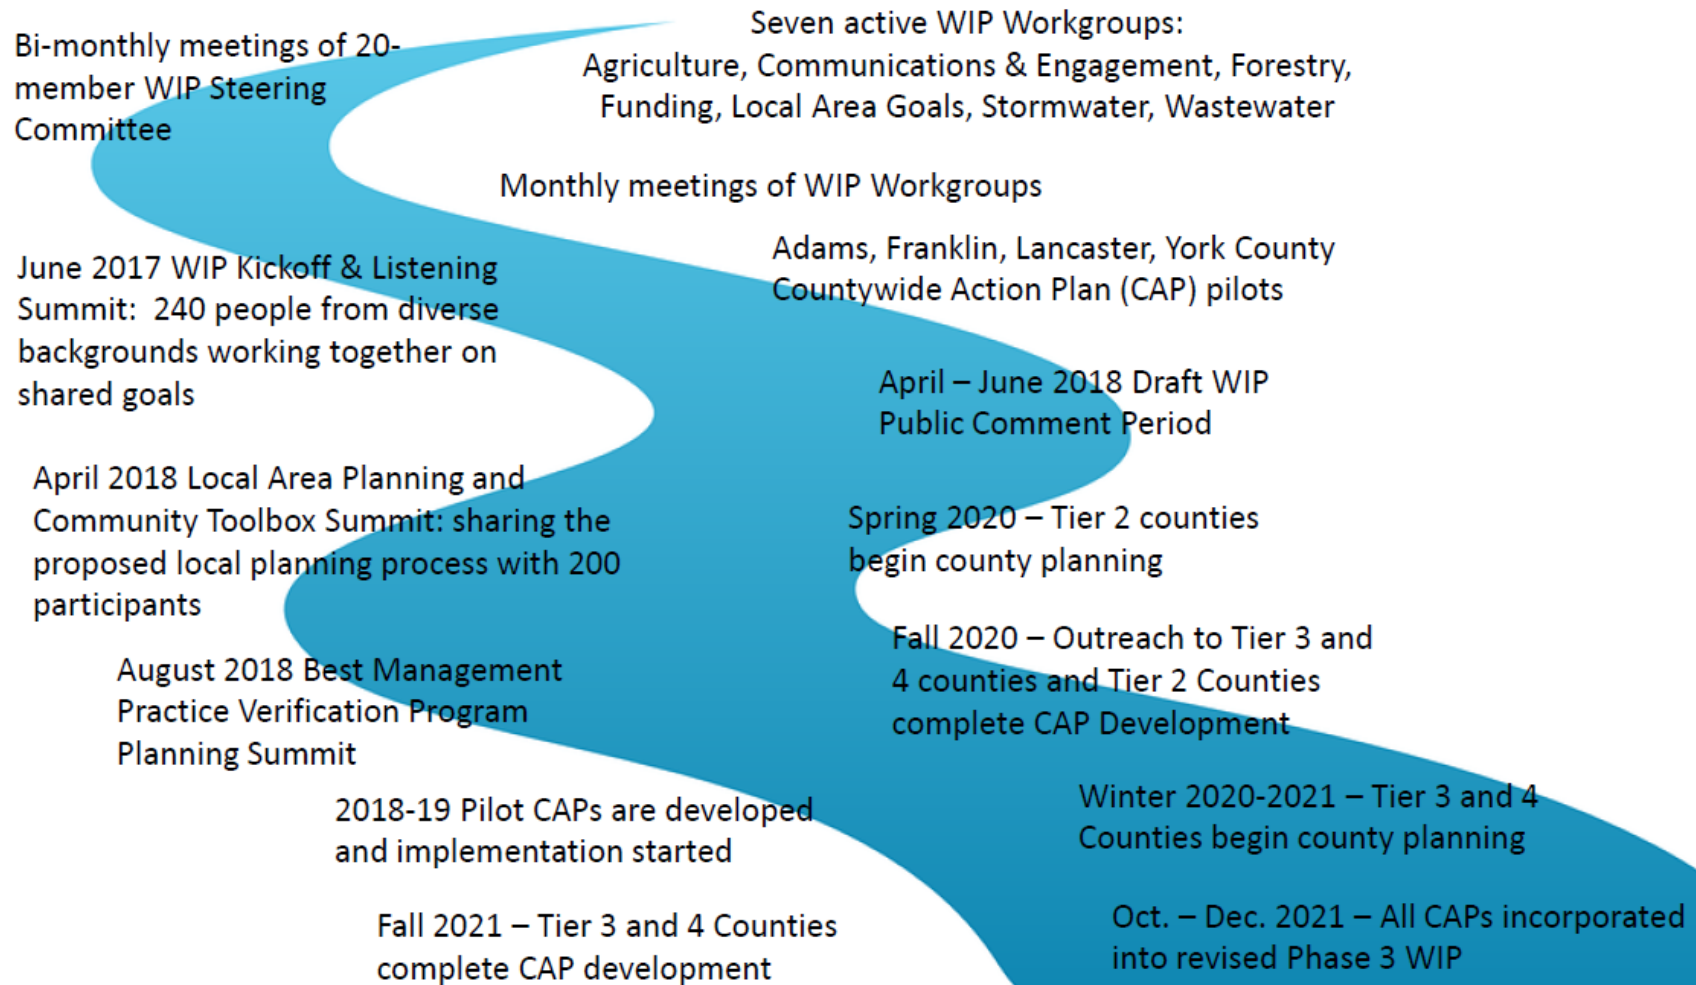 Bi-monthly meetings of 20-
member WIP Steering
Committee
Seven active WIP Workgroups:
Agriculture, Communications & Engagement, Forestry,
Funding, Local Area Goals, Stormwater, Wastewater
Monthly meetings of WIP Workgroups
June 2017 WIP Kickoff & Listening
Summit:  240 people from diverse
backgrounds working together on
shared goals
Adams, Franklin, Lancaster, York County
Countywide Action Plan (CAP) pilots
April – June 2018 Draft WIP
Public Comment Period
April 2018 Local Area Planning and
Community Toolbox Summit: sharing the
proposed local planning process with 200
participants
Spring 2020 – Tier 2 counties
begin county planning
August 2018 Best Management
Practice Verification Program
Planning Summit
Fall 2020 – Outreach to Tier 3 and
4 counties and Tier 2 Counties
complete CAP Development
2018-19 Pilot CAPs are developed
and implementation started
Winter 2020-2021 – Tier 3 and 4
Counties begin county planning
Fall 2021 – Tier 3 and 4 Counties
complete CAP development
Oct. – Dec. 2021 – All CAPs incorporated
into revised Phase 3 WIP